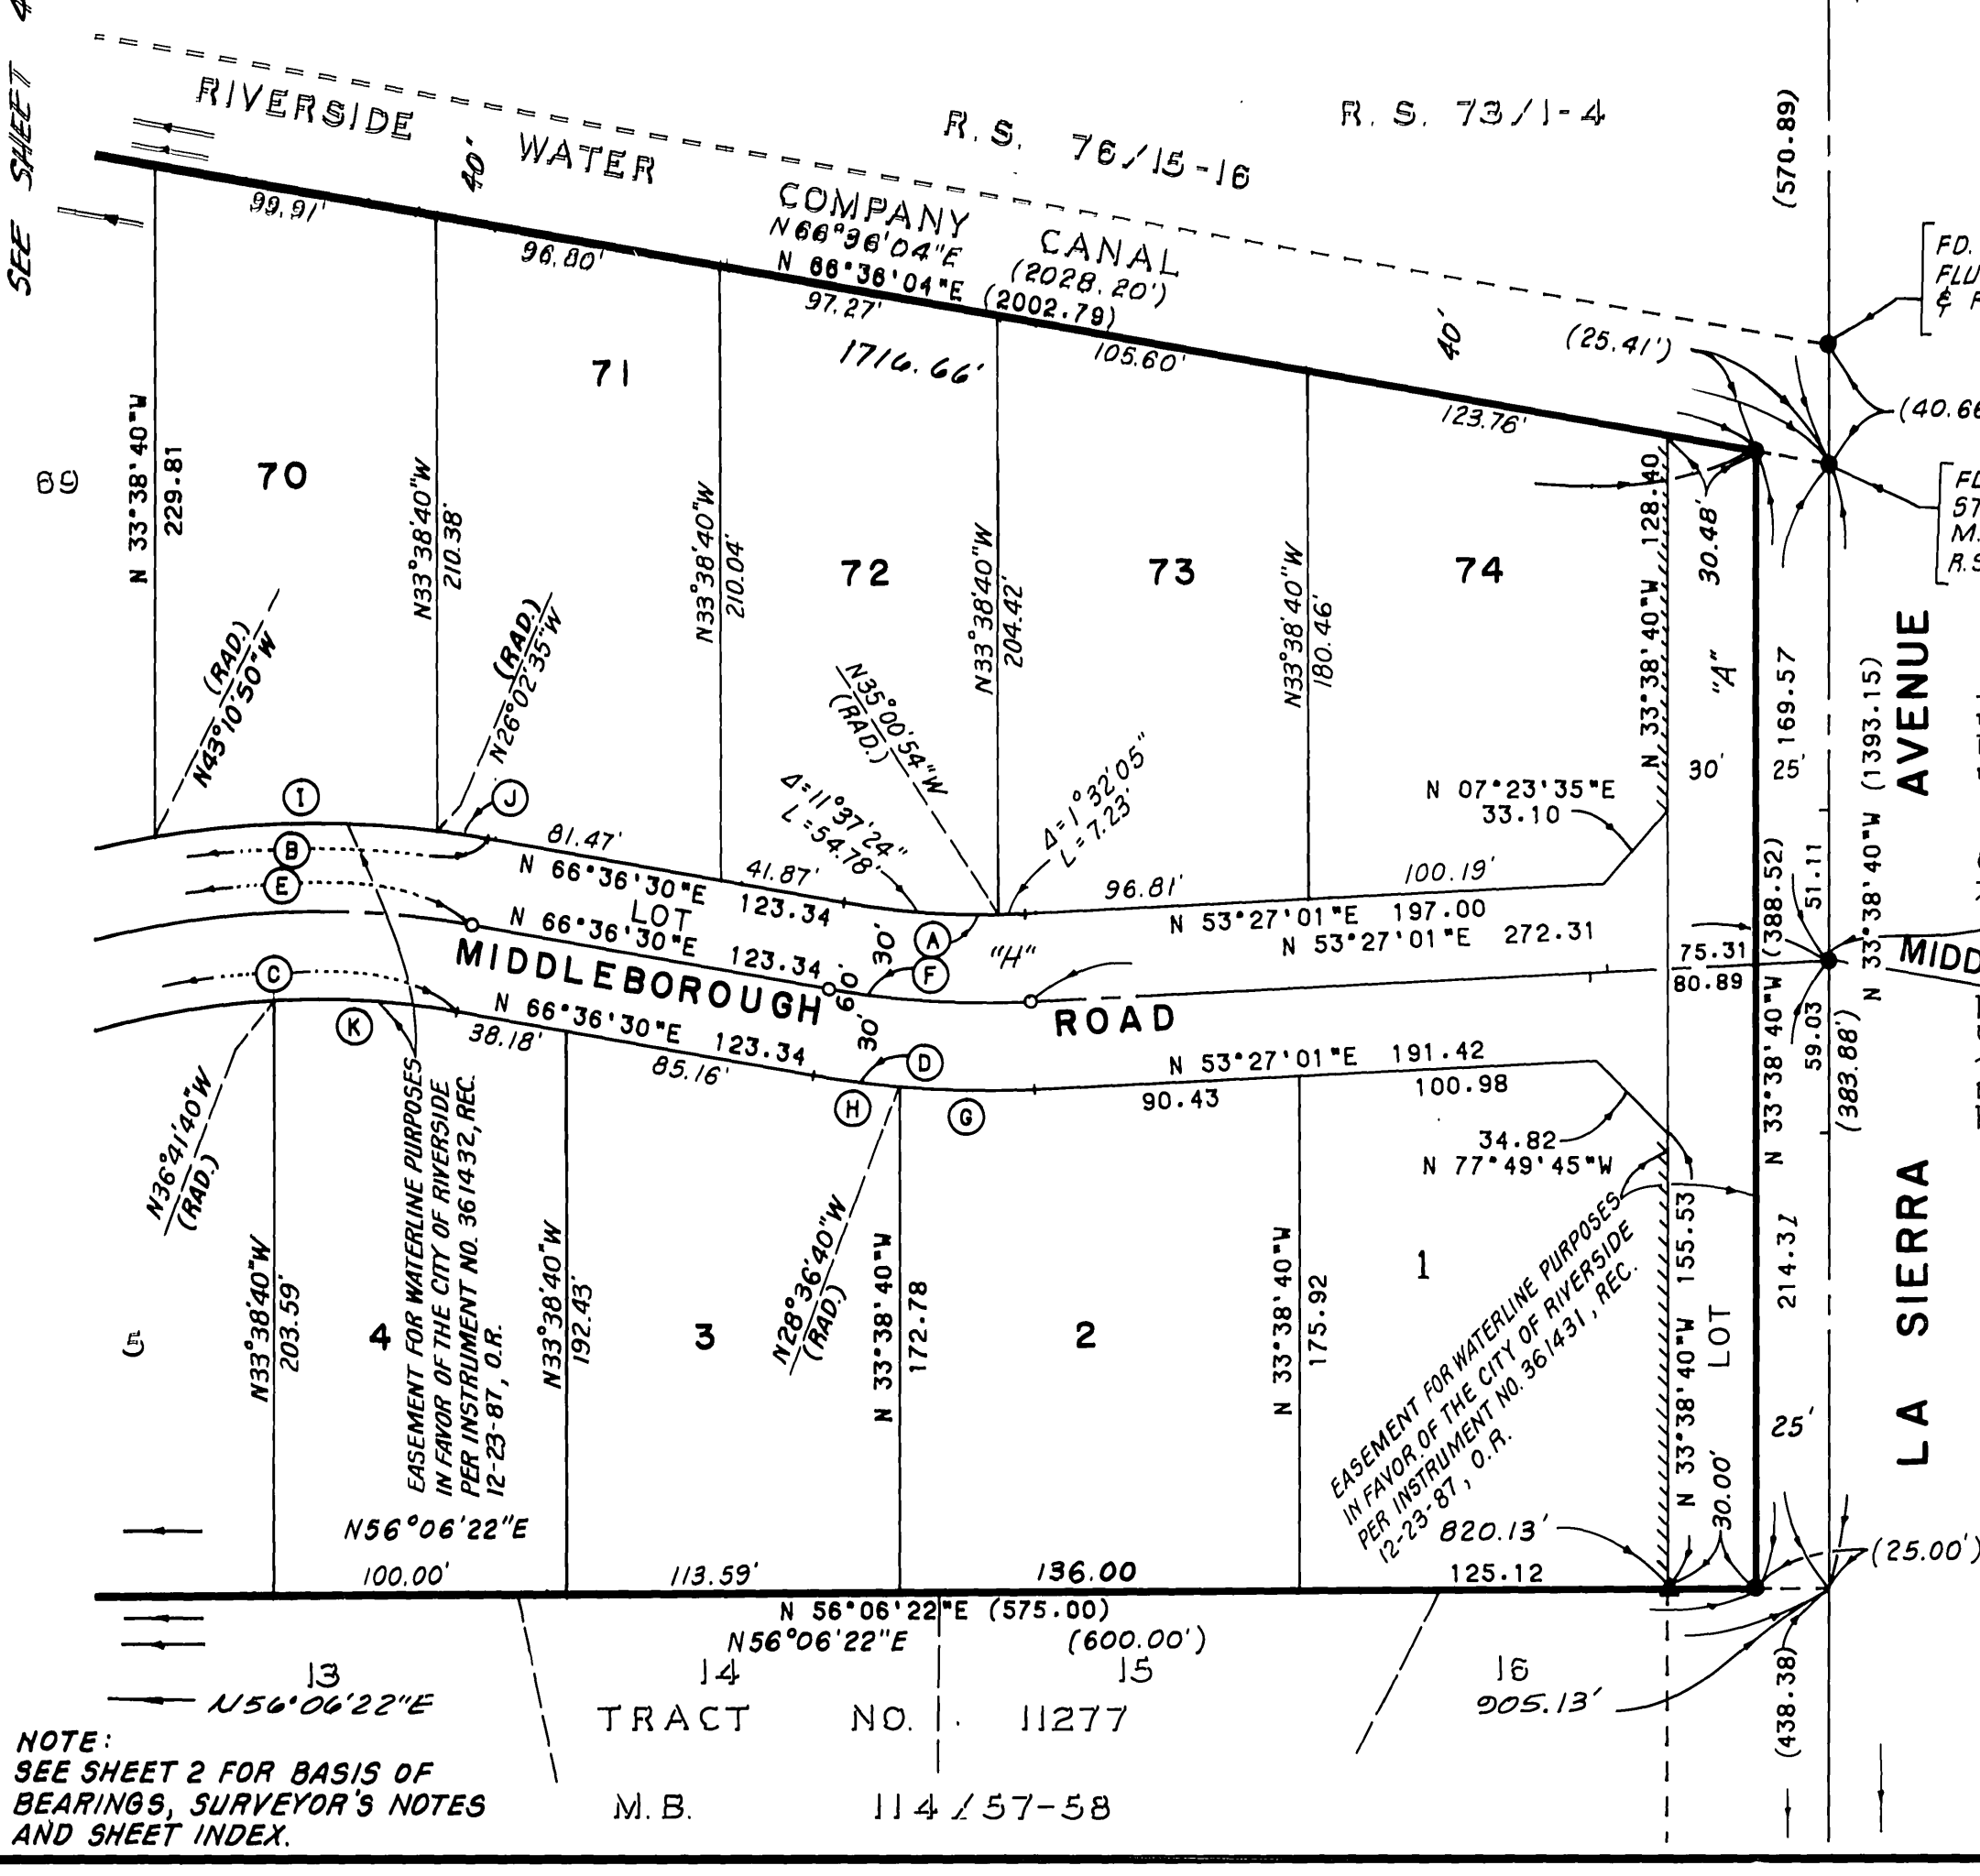 SEE SHEET 4
RIVERSIDE WATER COMPANY CANAL
40'
R. S. 76/15-16
R. S. 73/1-4
(570.89)
99.91'
96.80'
N 66°36'04"E (2028.20')
N 66°36'04"E (2002.79)
97.27'
1716.66'
105.60'
40'
(25.41')
123.76'
FD.
FLU
& F
(40.66
FD
ST
M.
R.S
69
N 33°38'40"W
229.81
70
N33°38'40"W
210.38'
71
N33°38'40"W
210.04'
72
N33°38'40"W
204.42'
73
N33°38'40"W
180.46'
74
N 33°38'40"W 128.40
30.48'
"A"
169.57
30'
25'
N 33°38'40"W (1393.15)
AVENUE
(RAD.)
N43°10'50"W
(RAD.)
N26°02'35"W
N35°00'54"W
(RAD.)
Δ=11°37'24"
L=54.78'
Δ=1°32'05"
L=7.23'
N 07°23'35"E
33.10
I
J
B
E
81.47'
N 66°36'30"E 123.34
41.87'
LOT
N 66°36'30"E 123.34
30'
A
F
"H"
96.81'
100.19'
N 53°27'01"E 197.00
N 53°27'01"E 272.31
75.31
80.89
N 33°38'40"W (388.52)
51.11
59.03
(383.88')
MIDD
MIDDLEBOROUGH ROAD
60'
30'
C
K
N 66°36'30"E 123.34
38.18'
85.16'
D
H
G
N 53°27'01"E 191.42
90.43
100.98
34.82
N 77°49'45"W
N36°41'40"W
(RAD.)
N28°36'40"W
(RAD.)
5
N33°38'40"W
203.59'
4
EASEMENT FOR WATERLINE PURPOSES
IN FAVOR OF THE CITY OF RIVERSIDE
PER INSTRUMENT NO. 361432, REC.
12-23-87, O.R.
N33°38'40"W
192.43'
3
N 33°38'40"W
172.78
2
N 33°38'40"W
175.92
1
EASEMENT FOR WATERLINE PURPOSES
IN FAVOR OF THE CITY OF RIVERSIDE
PER INSTRUMENT NO. 361431, REC.
12-23-87, O.R.
N 33°38'40"W 155.53
LOT
214.32
25'
30.00'
LA SIERRA
N56°06'22"E
100.00'
113.59'
136.00
820.13'
125.12
(25.00')
N 56°06'22"E (575.00)
N56°06'22"E (600.00')
13
14
15
16
N56°06'22"E
905.13'
(438.38)
TRACT NO. 11277
M.B. 114/57-58
NOTE:
SEE SHEET 2 FOR BASIS OF
BEARINGS, SURVEYOR'S NOTES
AND SHEET INDEX.